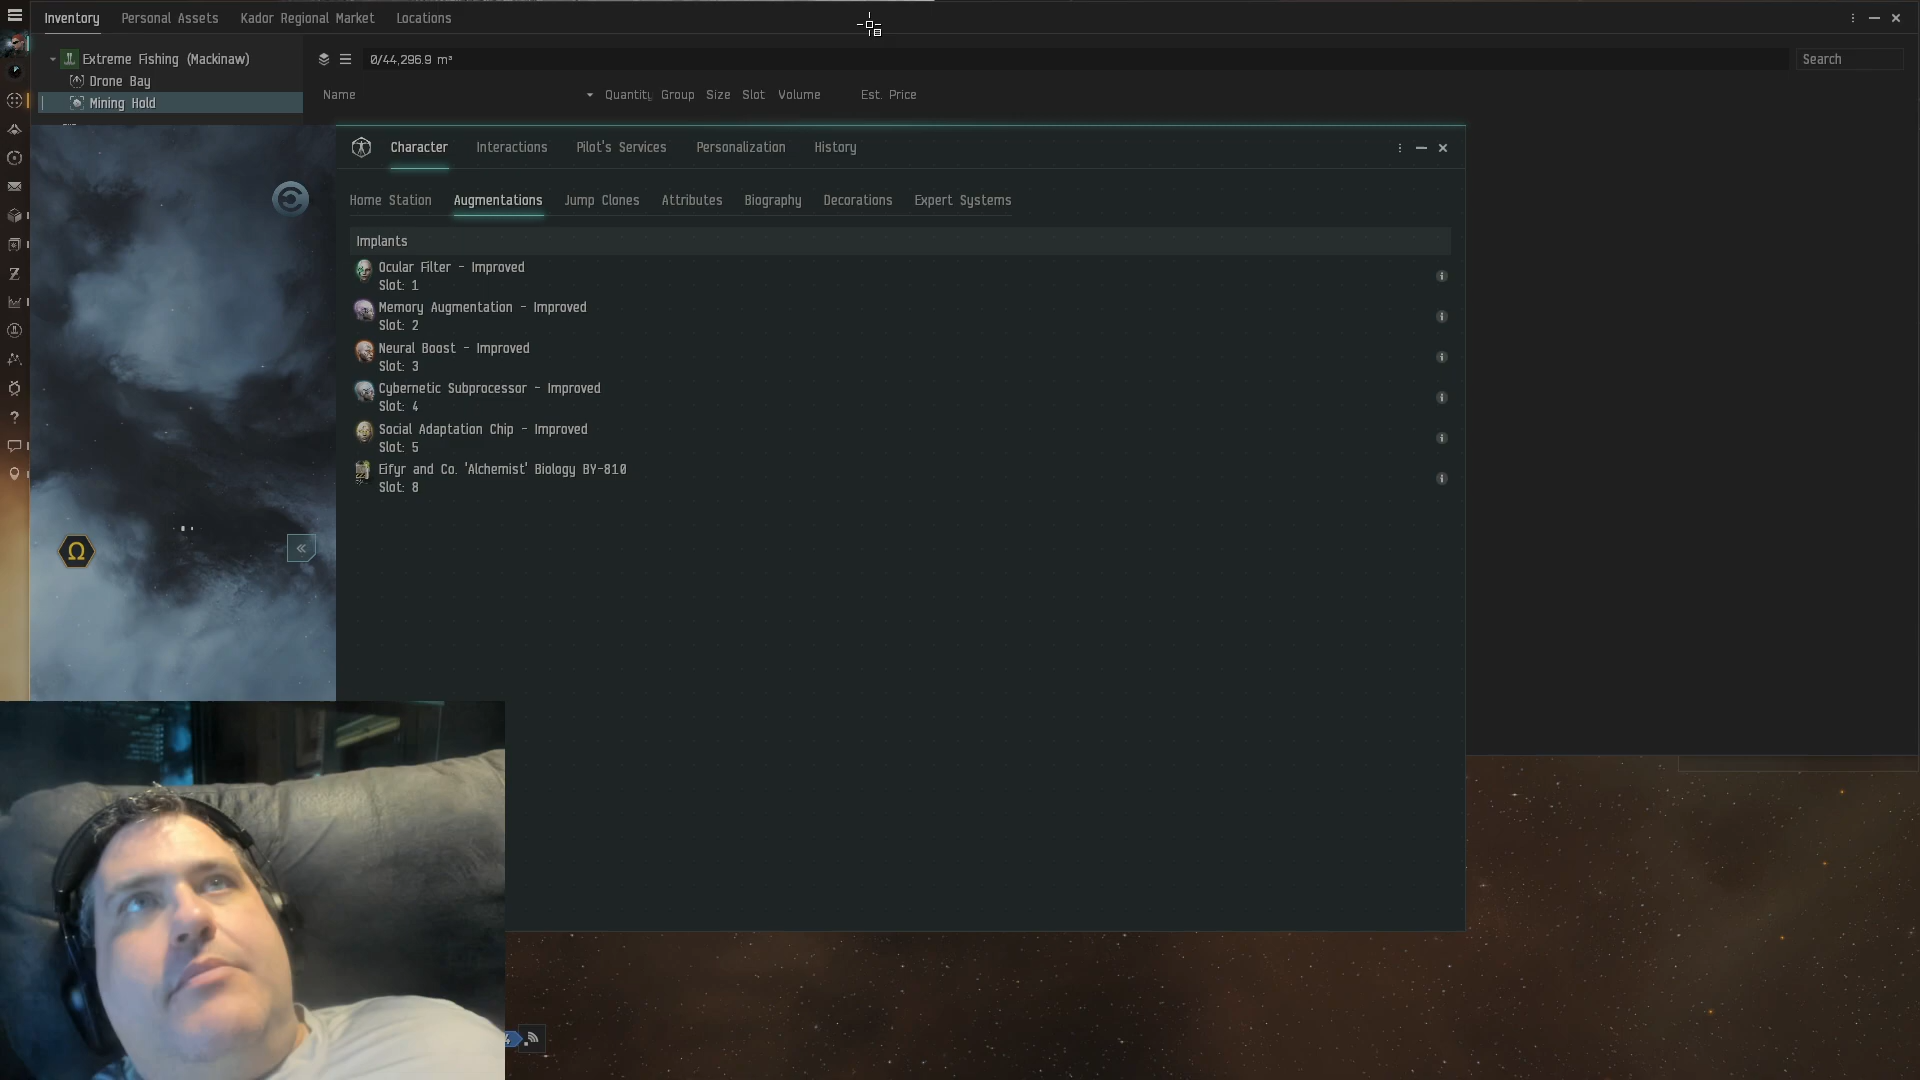 Inventory Personal Assets Kador Regional Market Locations
Extreme Fishing (Mackinaw)
Drone Bay
Mining Hold
0/44,296.9 m³
Search
Name Quantity Group Size Slot Volume Est. Price
Character Interactions Pilot's Services Personalization History
Home Station Augmentations Jump Clones Attributes Biography Decorations Expert Systems
Implants
Ocular Filter - Improved
Slot: 1
Memory Augmentation - Improved
Slot: 2
Neural Boost - Improved
Slot: 3
Cybernetic Subprocessor - Improved
Slot: 4
Social Adaptation Chip - Improved
Slot: 5
Eifyr and Co. 'Alchemist' Biology BY-810
Slot: 8
Ω